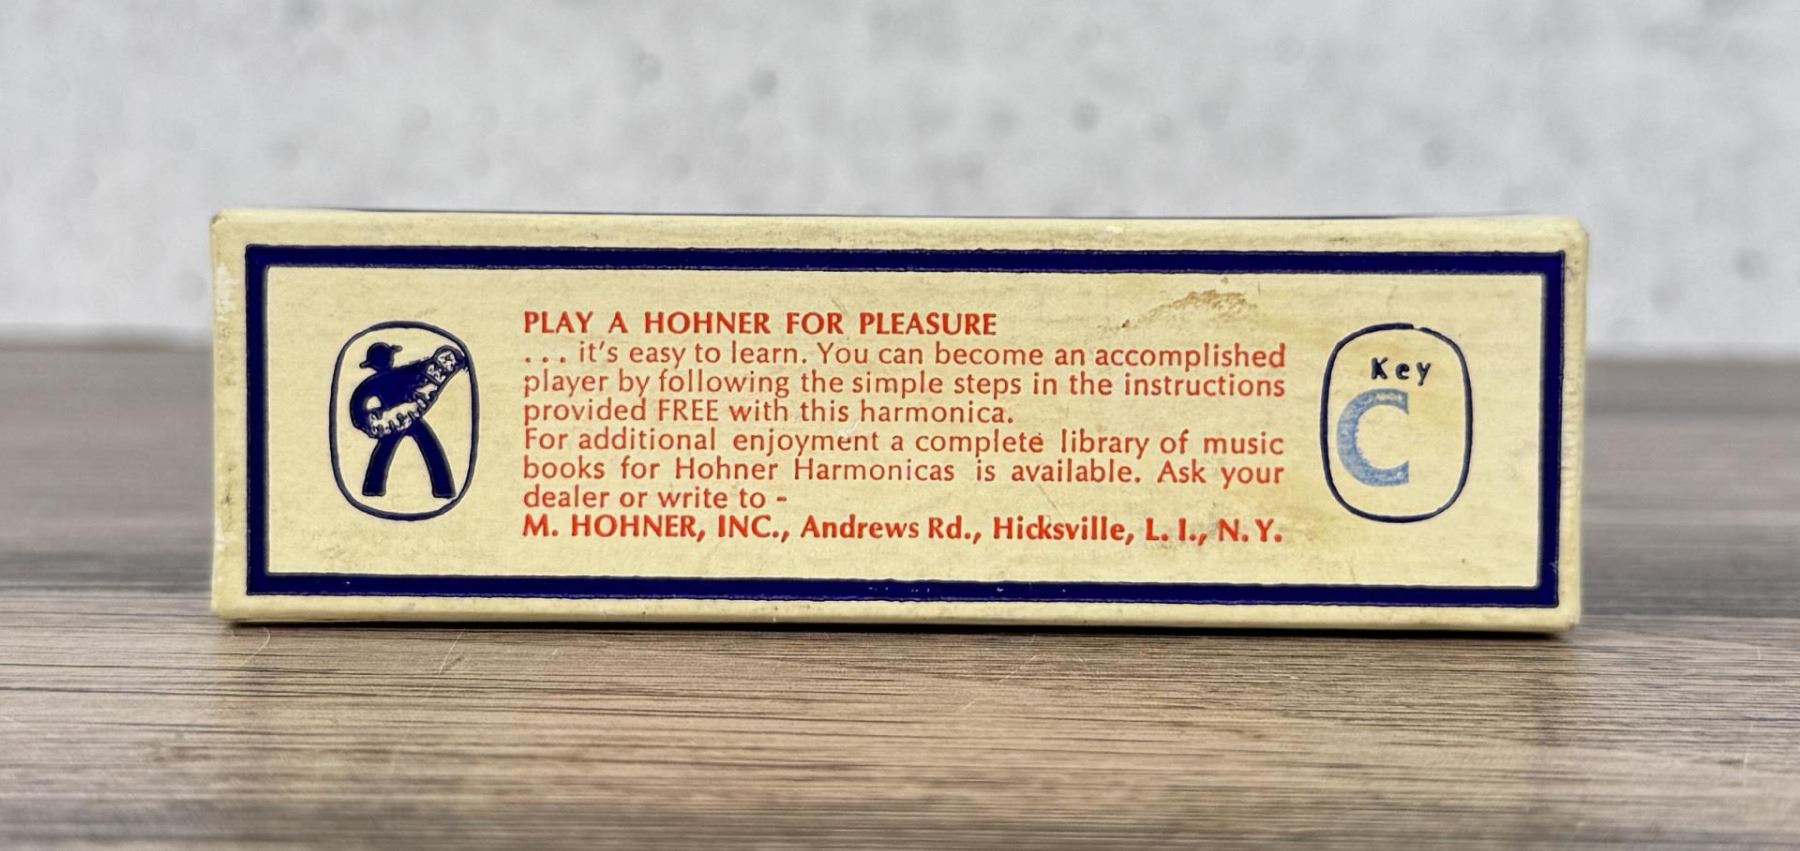 PLAY A HOHNER FOR PLEASURE
... it's easy to learn. You can become an accomplished
player by following the simple steps in the instructions
provided FREE with this harmonica.
For additional enjoyment a complete library of music
books for Hohner Harmonicas is available. Ask your
dealer or write to -
M. HOHNER, INC., Andrews Rd., Hicksville, L. I., N. Y.
Key
C